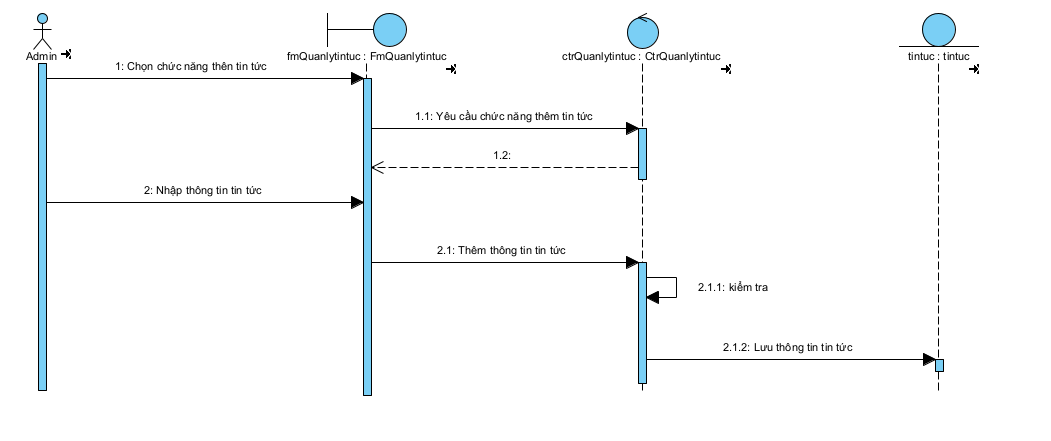 Admin
fmQuanlytintuc : FmQuanlytintuc
ctrQuanlytintuc : CtrQuanlytintuc
tintuc : tintuc
1: Chọn chức năng thên tin tức
1.1: Yêu cầu chức năng thêm tin tức
1.2:
2: Nhập thông tin tin tức
2.1: Thêm thông tin tin tức
2.1.1: kiểm tra
2.1.2: Lưu thông tin tin tức